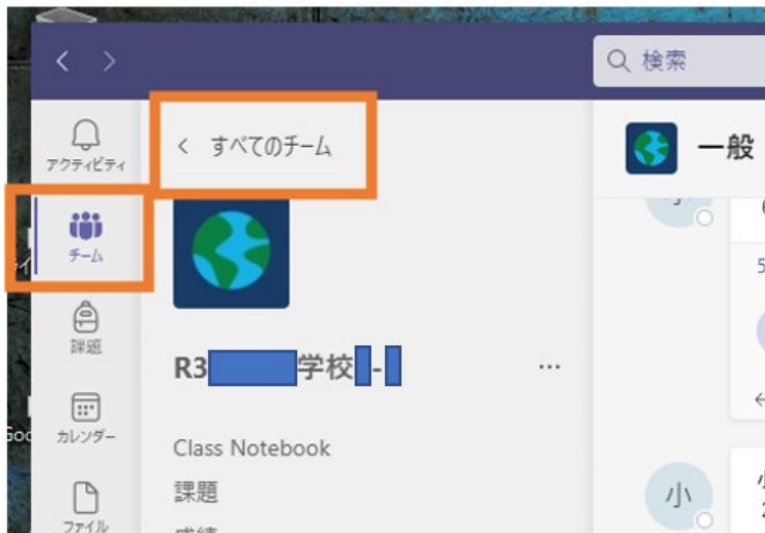 検索
アクティビティ
すべてのチーム
一般
チーム
課題
R3 学校 -
カレンダー
Class Notebook
課題
小
ファイル